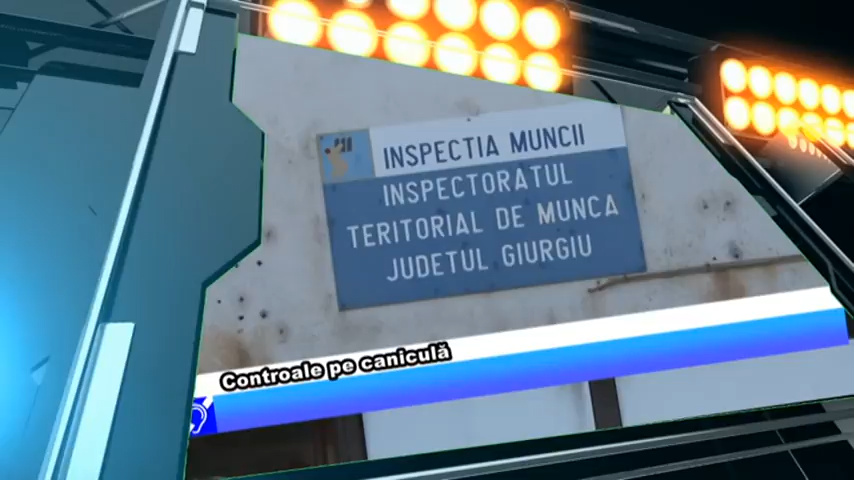 INSPECTIA MUNCII
INSPECTORATUL
TERITORIAL DE MUNCA
JUDETUL GIURGIU
Controale pe caniculă